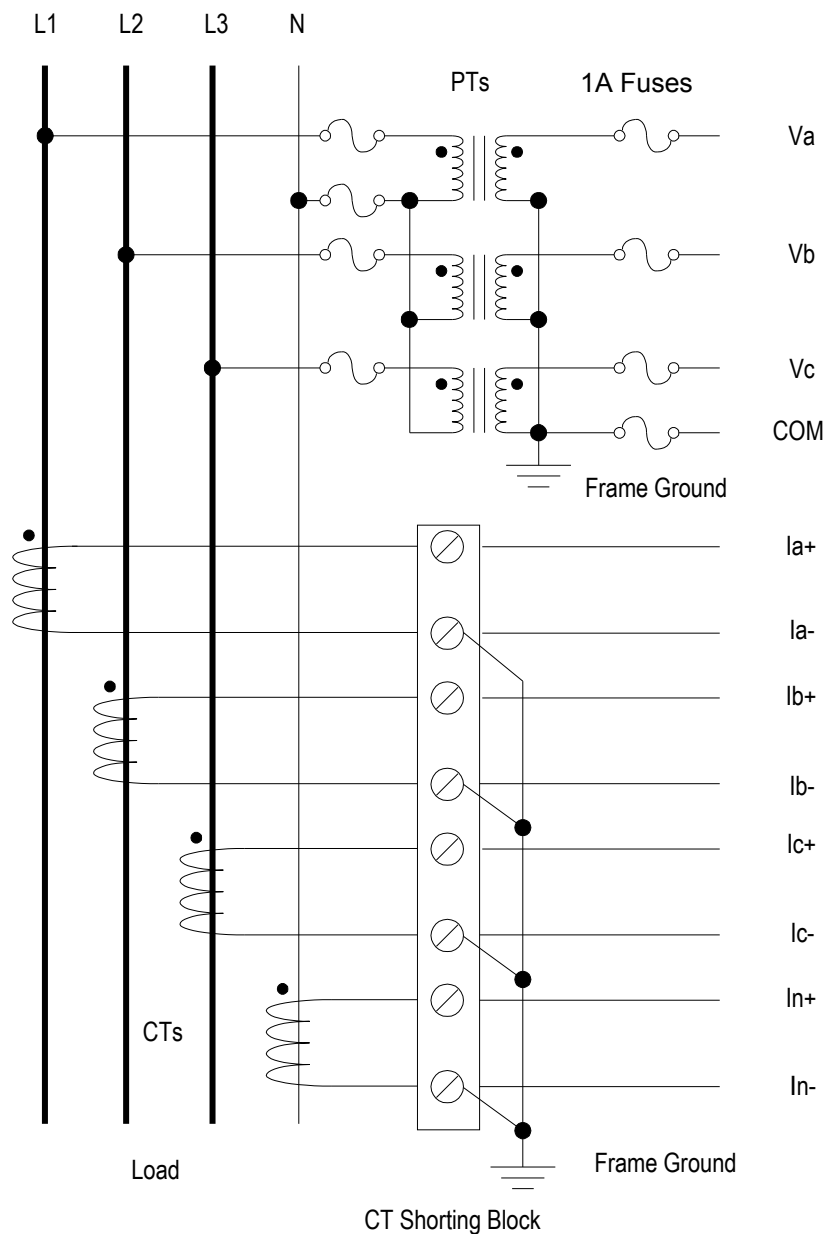 L1 L2 L3 N
PTs 1A Fuses
Va
Vb
Vc
COM
Frame Ground
Ia+
Ia-
Ib+
Ib-
Ic+
Ic-
In+
CTs
In-
Load
Frame Ground
CT Shorting Block